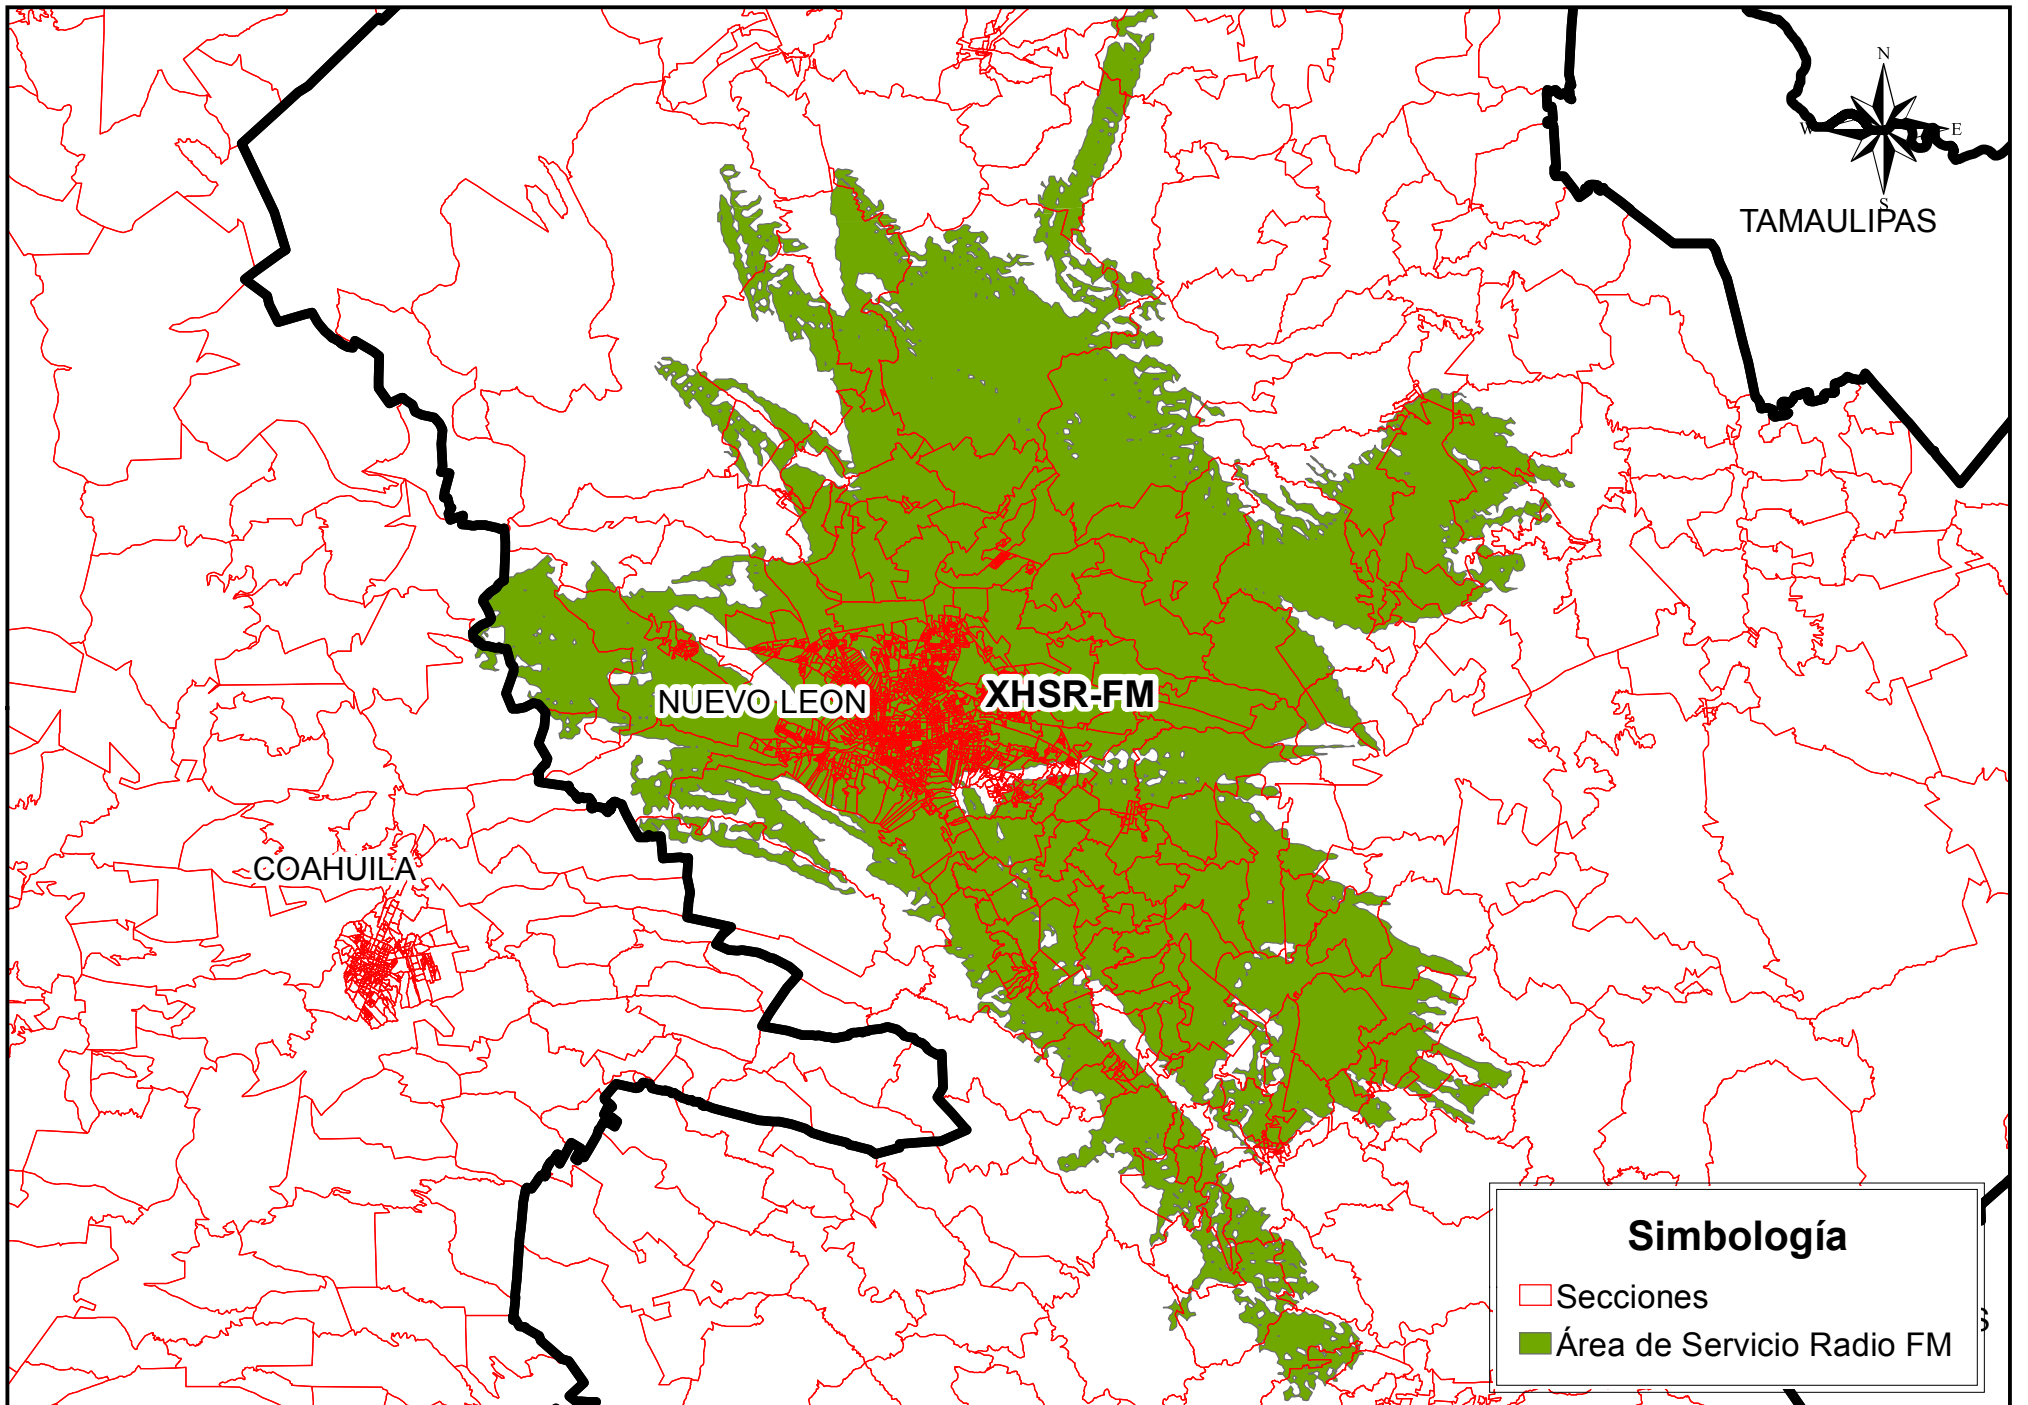 N
W E
S
TAMAULIPAS
NUEVO LEON
XHSR-FM
COAHUILA
Simbología
Secciones
S
Área de Servicio Radio FM